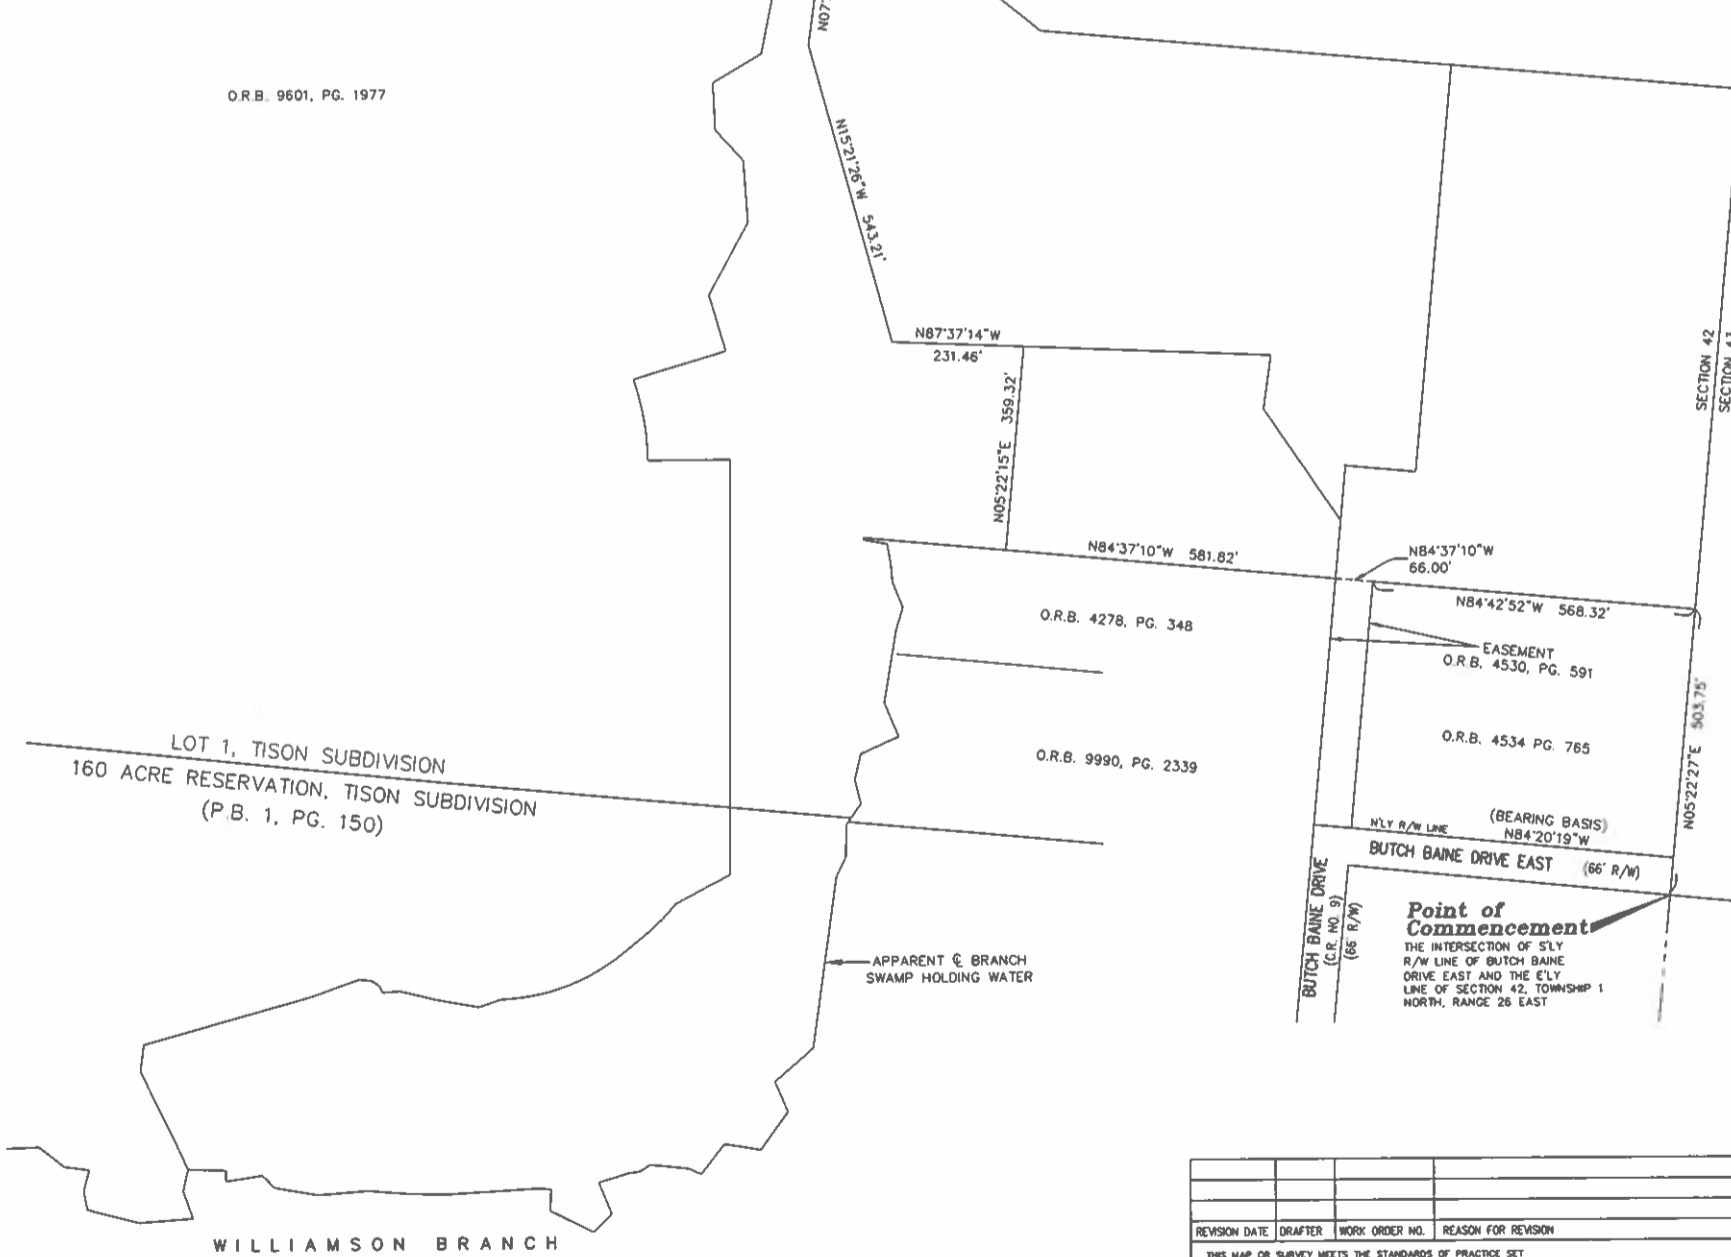 N07°
O.R.B. 9601, PG. 1977
N15°21'26"W 543.21'
N87°37'14"W
231.46'
SECTION 42
N05°22'15"E 359.32'
N84°37'10"W 581.82'
N84°37'10"W
66.00'
N84°42'52"W 568.32'
O.R.B. 4278, PG. 348
EASEMENT
O.R.B. 4530, PG. 591
N05°22'27"E 503.75'
O.R.B. 4534 PG. 765
O.R.B. 9990, PG. 2339
LOT 1, TISON SUBDIVISION
160 ACRE RESERVATION, TISON SUBDIVISION
(P.B. 1, PG. 150)
(BEARING BASIS)
N'LY R/W LINE
N84°20'19"W
BUTCH BAINE DRIVE EAST (66' R/W)
BUTCH BAINE DRIVE
(C.R. NO. 9)
(66' R/W)
Point of
Commencement
THE INTERSECTION OF S'LY
R/W LINE OF BUTCH BAINE
DRIVE EAST AND THE E'LY
LINE OF SECTION 42, TOWNSHIP 1
NORTH, RANGE 26 EAST
APPARENT ℄ BRANCH
SWAMP HOLDING WATER
WILLIAMSON BRANCH
REVISION DATE DRAFTER WORK ORDER NO. REASON FOR REVISION
THIS MAP OR SURVEY MEETS THE STANDARDS OF PRACTICE SET